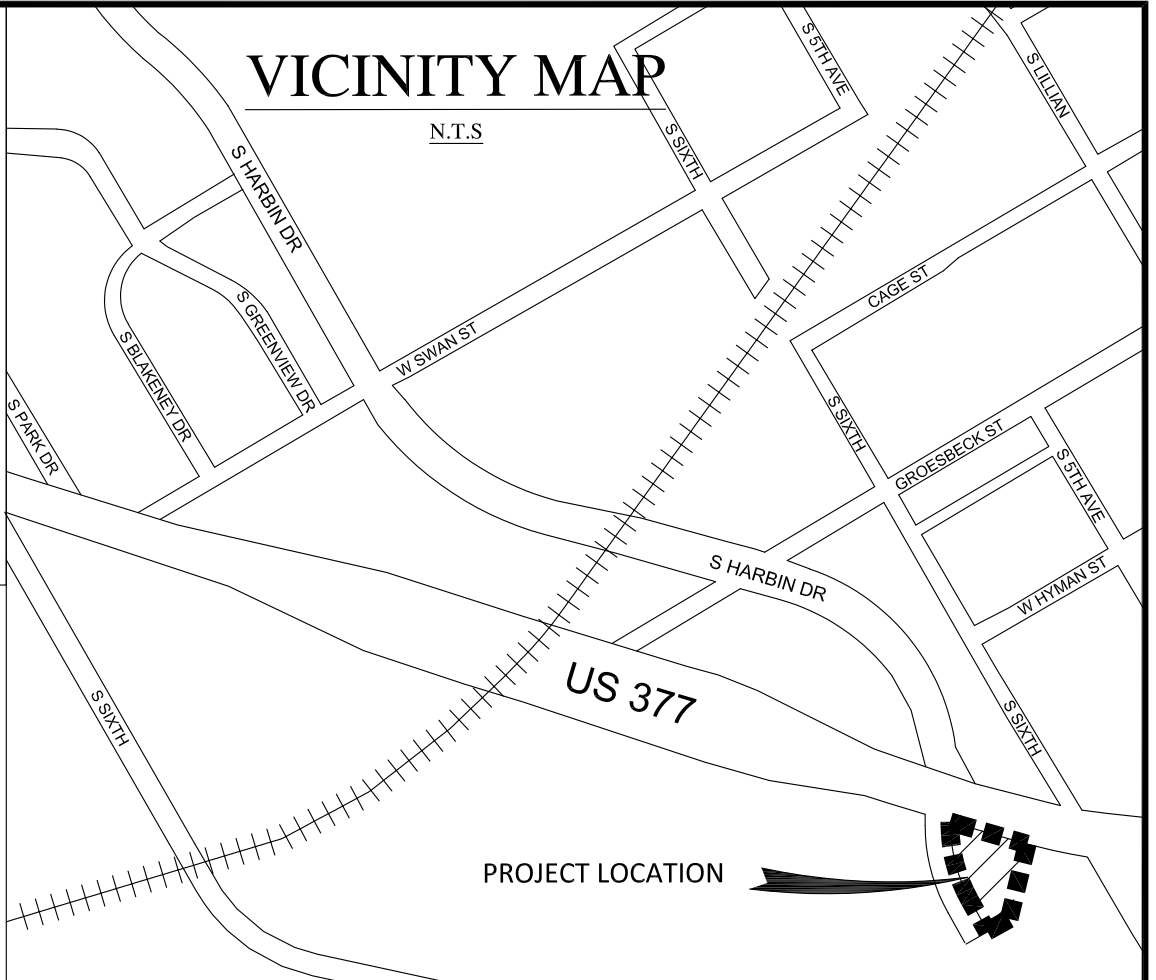 VICINITY MAP
N.T.S
S 5TH AVE
S LILLIAN
S SIXTH
S HARBIN DR
CAGE ST
S GREENVIEW DR
W SWAN ST
S BLAKENEY DR
S PARK DR
S SIXTH
GROESBECK ST
S 5TH AVE
S HARBIN DR
W HYMAN ST
US 377
S SIXTH
S SIXTH
PROJECT LOCATION